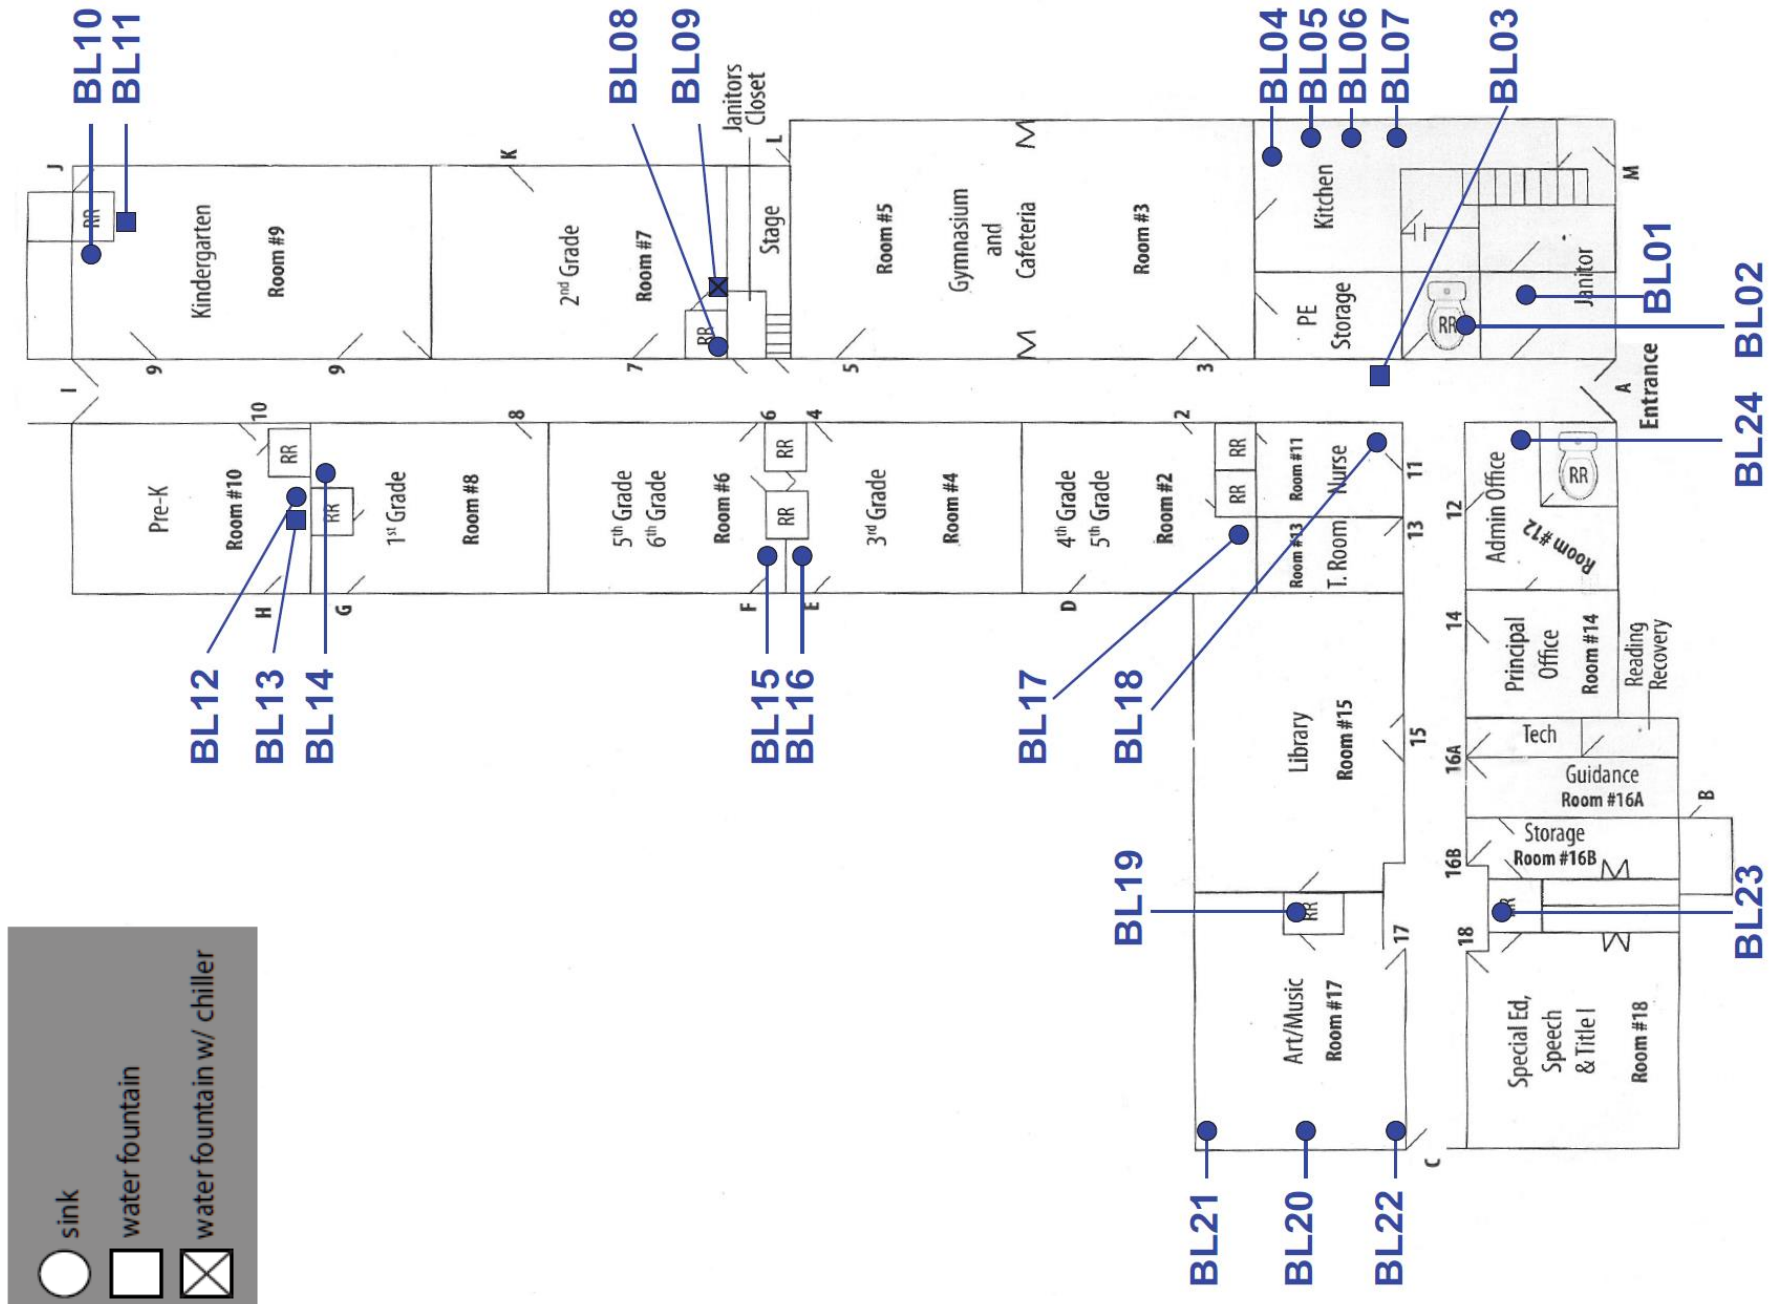 BL10
BL11
BL08
BL09
BL04
BL05
BL06
BL07
BL03
Janitors
Closet
J
K
L
M
RR
Kindergarten
Room #9
2nd Grade
Room #7
RR
Stage
Room #5
Gymnasium
and
Cafeteria
Room #3
Kitchen
PE
Storage
RR
Janitor
BL01
BL02
I
9
9
7
5
3
A
Entrance
10
8
6
4
2
BL24
Pre-K
Room #10
RR
RR
1st Grade
Room #8
5th Grade
6th Grade
Room #6
RR
RR
3rd Grade
Room #4
4th Grade
5th Grade
Room #2
RR
RR
Room #11
Nurse
11
Room #13
T. Room
13
12
Admin Office
Room #12
RR
H
G
F
E
D
14
Principal
Office
Room #14
Reading
Recovery
BL12
BL13
BL14
BL15
BL16
BL17
BL18
Library
Room #15
15
16A
Tech
Guidance
Room #16A
B
Storage
Room #16B
16B
BL19
RR
17
18
RR
BL23
Art/Music
Room #17
Special Ed,
Speech
& Title I
Room #18
C
BL21
BL20
BL22
sink
water fountain
water fountain w/ chiller